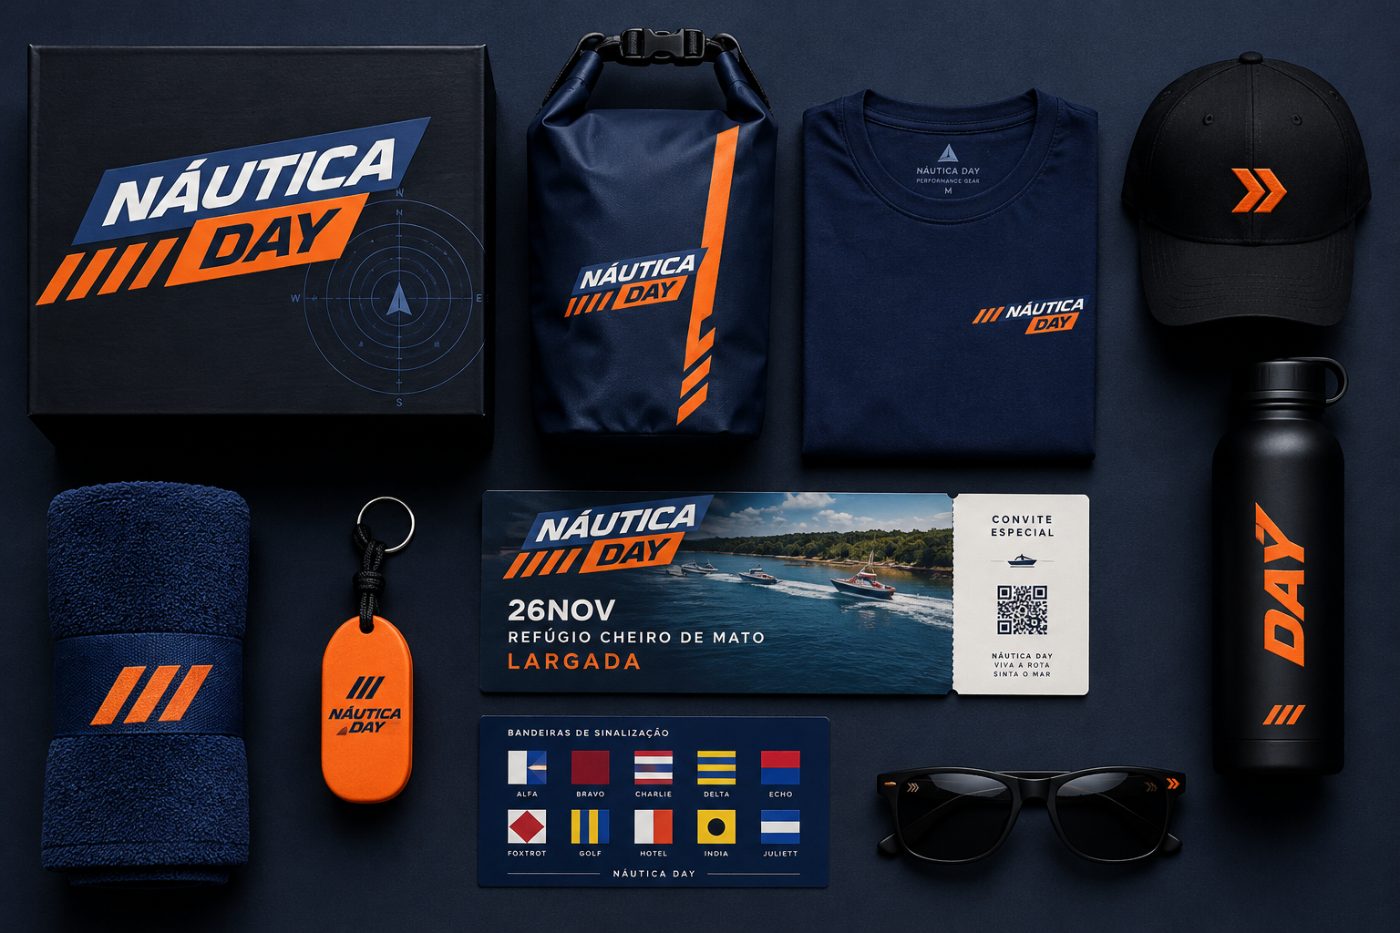 NÁUTICA
DAY
N
N
W
E
S
NÁUTICA
DAY
NÁUTICA DAY
PERFORMANCE GEAR
M
NÁUTICA
DAY
NÁUTICA
DAY
26NOV
REFÚGIO CHEIRO DE MATO
LARGADA
CONVITE
ESPECIAL
NÁUTICA DAY
VIVA A ROTA
SINTA O MAR
DAY
NÁUTICA
DAY
BANDEIRAS DE SINALIZAÇÃO
ALFA BRAVO CHARLIE DELTA ECHO
FOXTROT GOLF HOTEL INDIA JULIETT
NÁUTICA DAY